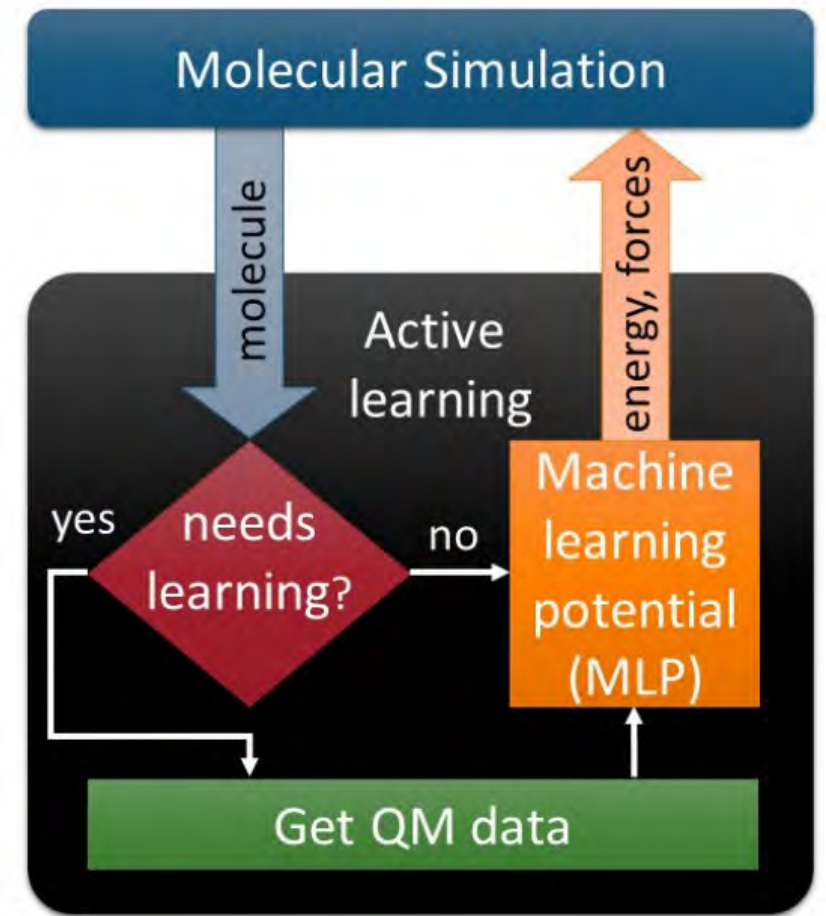 Molecular Simulation
molecule
energy, forces
Active
learning
yes
needs
learning?
no
Machine
learning
potential
(MLP)
Get QM data